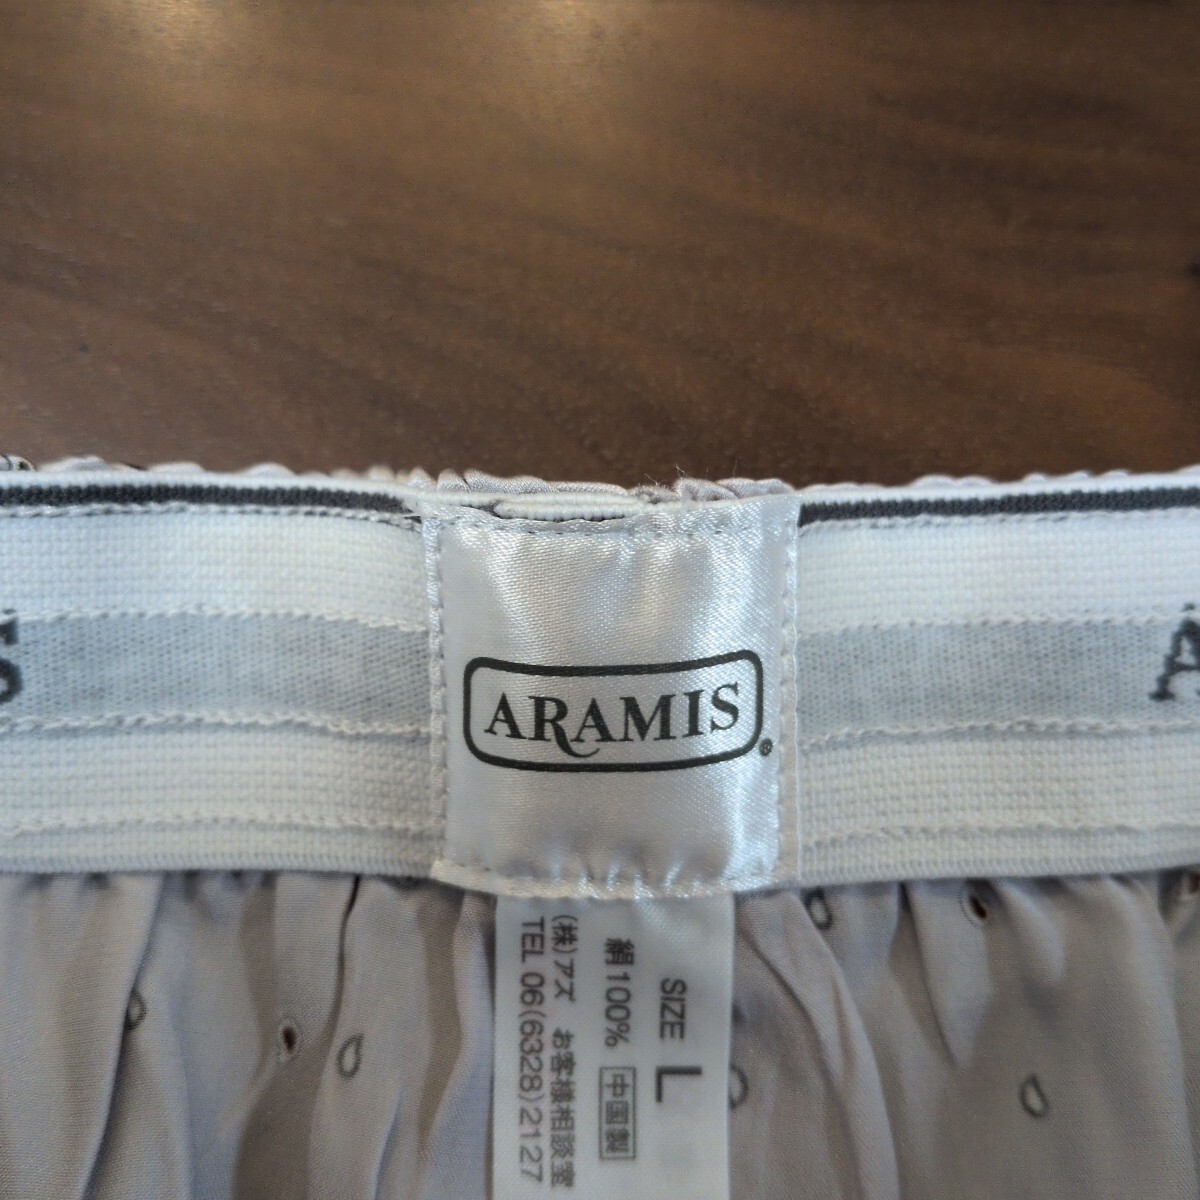 S
A
ARAMIS
®
SIZE L
絹100% 中国製
(株)アズ お客様相談室
TEL 06(6328)2127